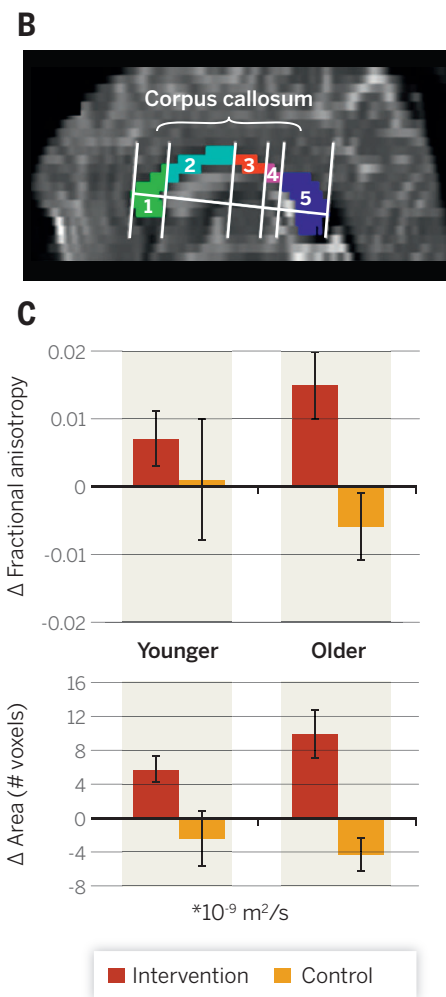 B
Corpus callosum
1 2 3 4 5
C
Δ Fractional anisotropy
0.02
0.01
0
-0.01
-0.02
Younger Older
Δ Area (# voxels)
16
12
8
4
0
-4
-8
*10⁻⁹ m²/s
Intervention Control